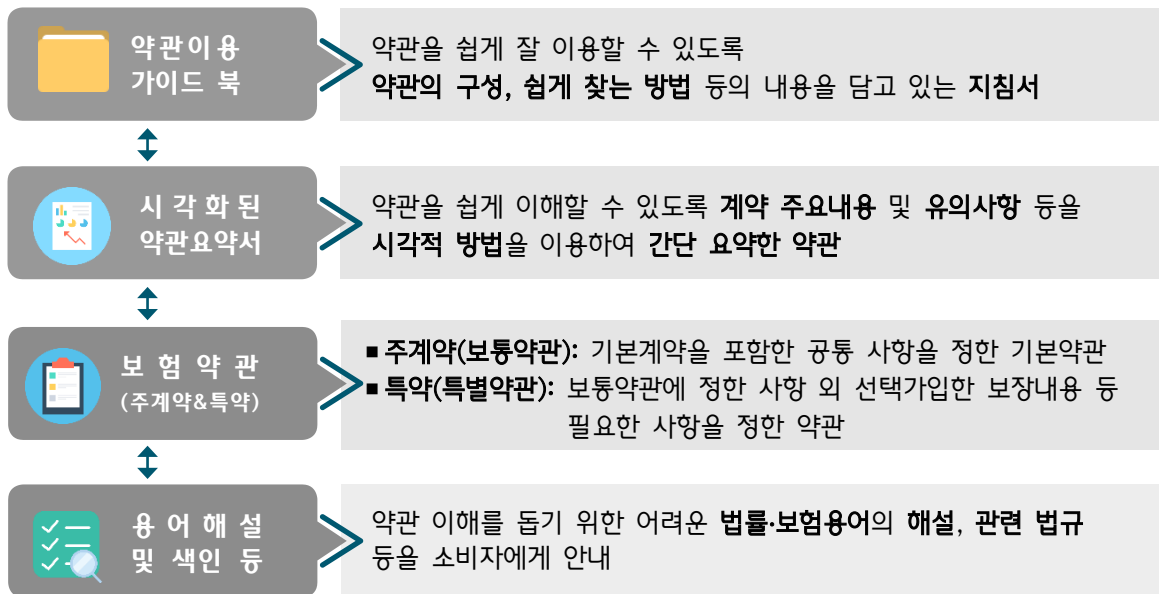 약관이용
가이드 북
약관을 쉽게 잘 이용할 수 있도록
약관의 구성, 쉽게 찾는 방법 등의 내용을 담고 있는 지침서
시 각 화 된
약관요약서
약관을 쉽게 이해할 수 있도록 계약 주요내용 및 유의사항 등을
시각적 방법을 이용하여 간단 요약한 약관
보 험 약 관
(주계약&특약)
▪ 주계약(보통약관): 기본계약을 포함한 공통 사항을 정한 기본약관
▪ 특약(특별약관): 보통약관에 정한 사항 외 선택가입한 보장내용 등
필요한 사항을 정한 약관
용 어 해 설
및 색인 등
약관 이해를 돕기 위한 어려운 법률·보험용어의 해설, 관련 법규
등을 소비자에게 안내